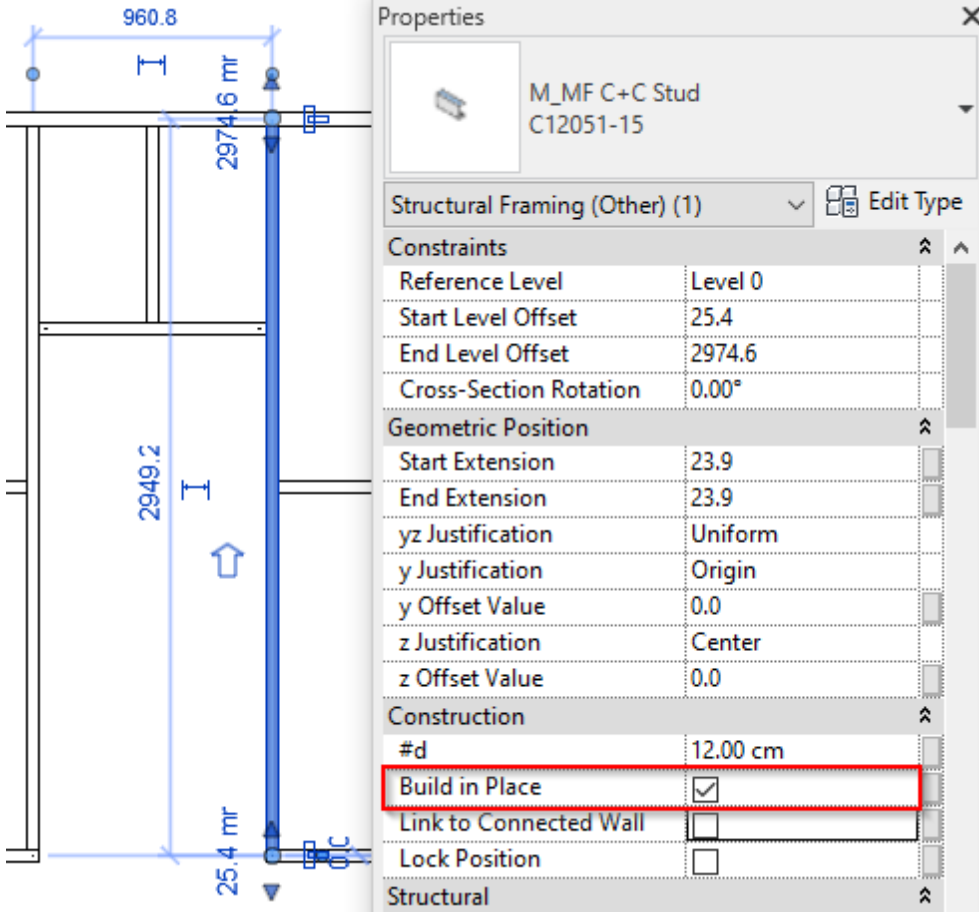 960.8
2974.6 mr
2949.2
25.4 mr
Properties
M_MF C+C Stud
C12051-15
Structural Framing (Other) (1)
Edit Type
Constraints
Reference Level Level 0
Start Level Offset 25.4
End Level Offset 2974.6
Cross-Section Rotation 0.00°
Geometric Position
Start Extension 23.9
End Extension 23.9
yz Justification Uniform
y Justification Origin
y Offset Value 0.0
z Justification Center
z Offset Value 0.0
Construction
#d 12.00 cm
Build in Place
Link to Connected Wall
Lock Position
Structural